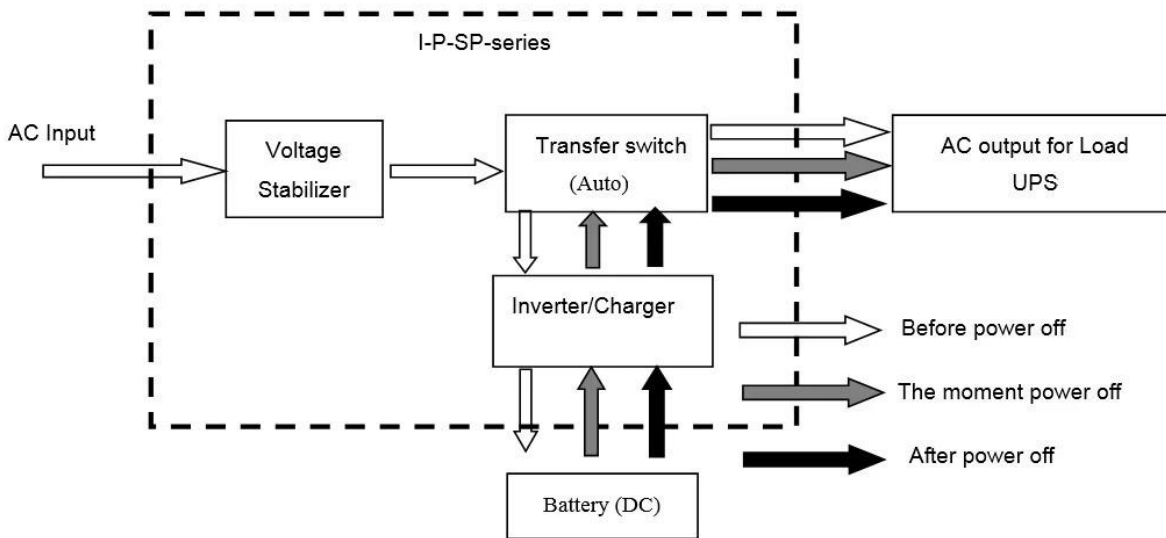 I-P-SP-series
AC Input
Voltage
Stabilizer
Transfer switch
(Auto)
AC output for Load
UPS
Inverter/Charger
Before power off
The moment power off
After power off
Battery (DC)